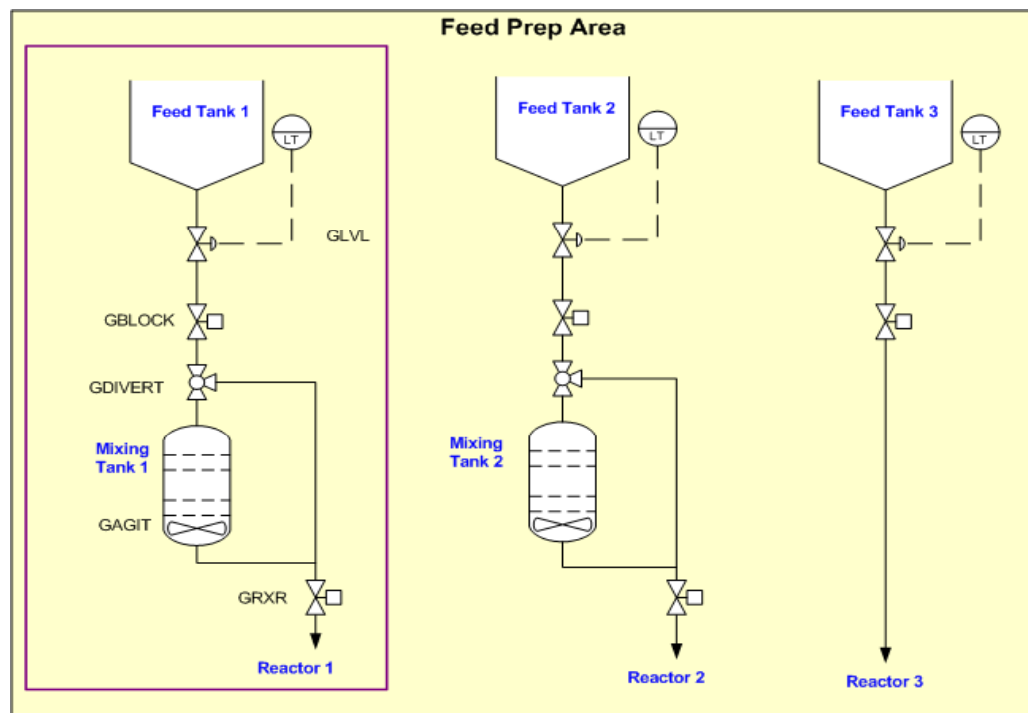 Feed Prep Area
Feed Tank 1
LT
GLVL
GBLOCK
GDIVERT
Mixing
Tank 1
GAGIT
GRXR
Reactor 1
Feed Tank 2
LT
Mixing
Tank 2
Reactor 2
Feed Tank 3
LT
Reactor 3